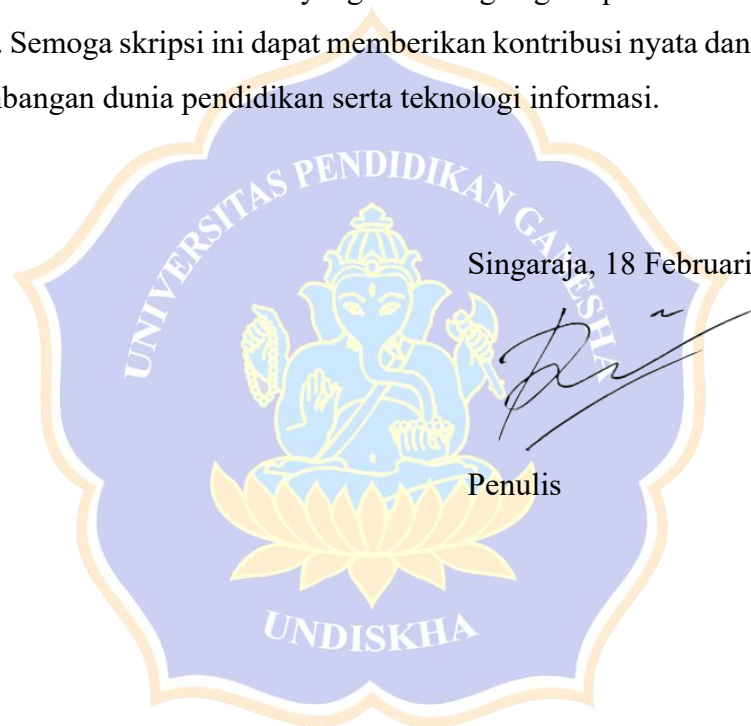 . Semoga skripsi ini dapat memberikan kontribusi nyata dan
bangan dunia pendidikan serta teknologi informasi.
UNIVERSITAS PENDIDIKAN GANESHA
Singaraja, 18 Februari
Penulis
UNDISKHA